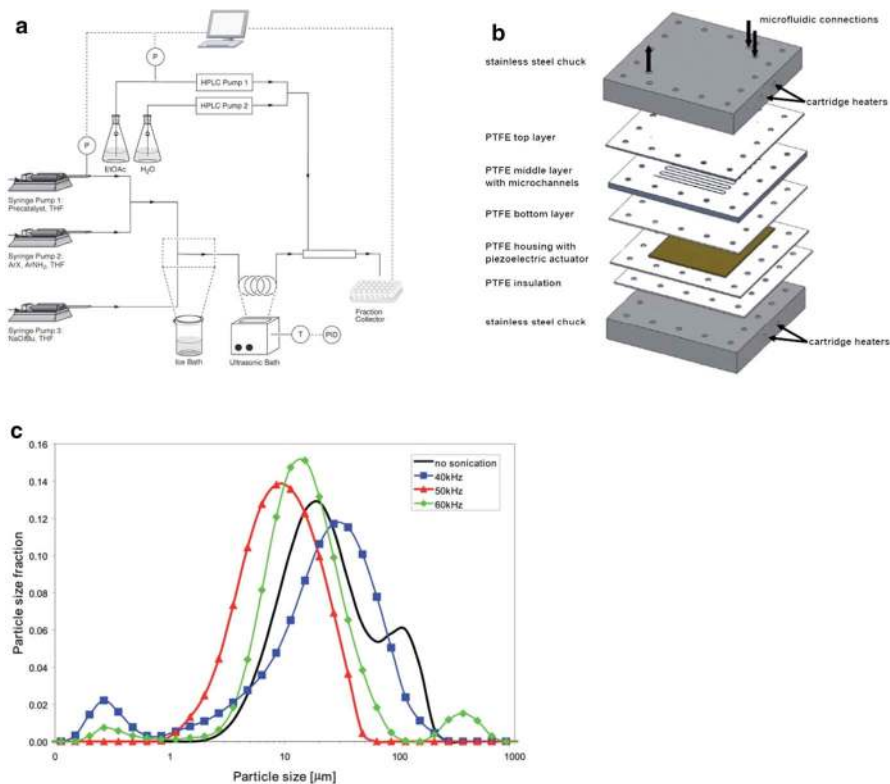 a
P
HPLC Pump 1
HPLC Pump 2
P
EtOAc
H₂O
Syringe Pump 1:
Precatalyst, THF
Syringe Pump 2:
ArX, ArNH₂, THF
Syringe Pump 3:
NaOtBu, THF
Ice Bath
Ultrasonic Bath
T
PID
Fraction
Collector
b
microfluidic connections
stainless steel chuck
cartridge heaters
PTFE top layer
PTFE middle layer
with microchannels
PTFE bottom layer
PTFE housing with
piezoelectric actuator
PTFE insulation
stainless steel chuck
cartridge heaters
c
0.16
0.14
0.12
0.10
0.08
0.06
0.04
0.02
0.00
Particle size fraction
no sonication
40kHz
50kHz
60kHz
0
1
10
100
1000
Particle size [µm]